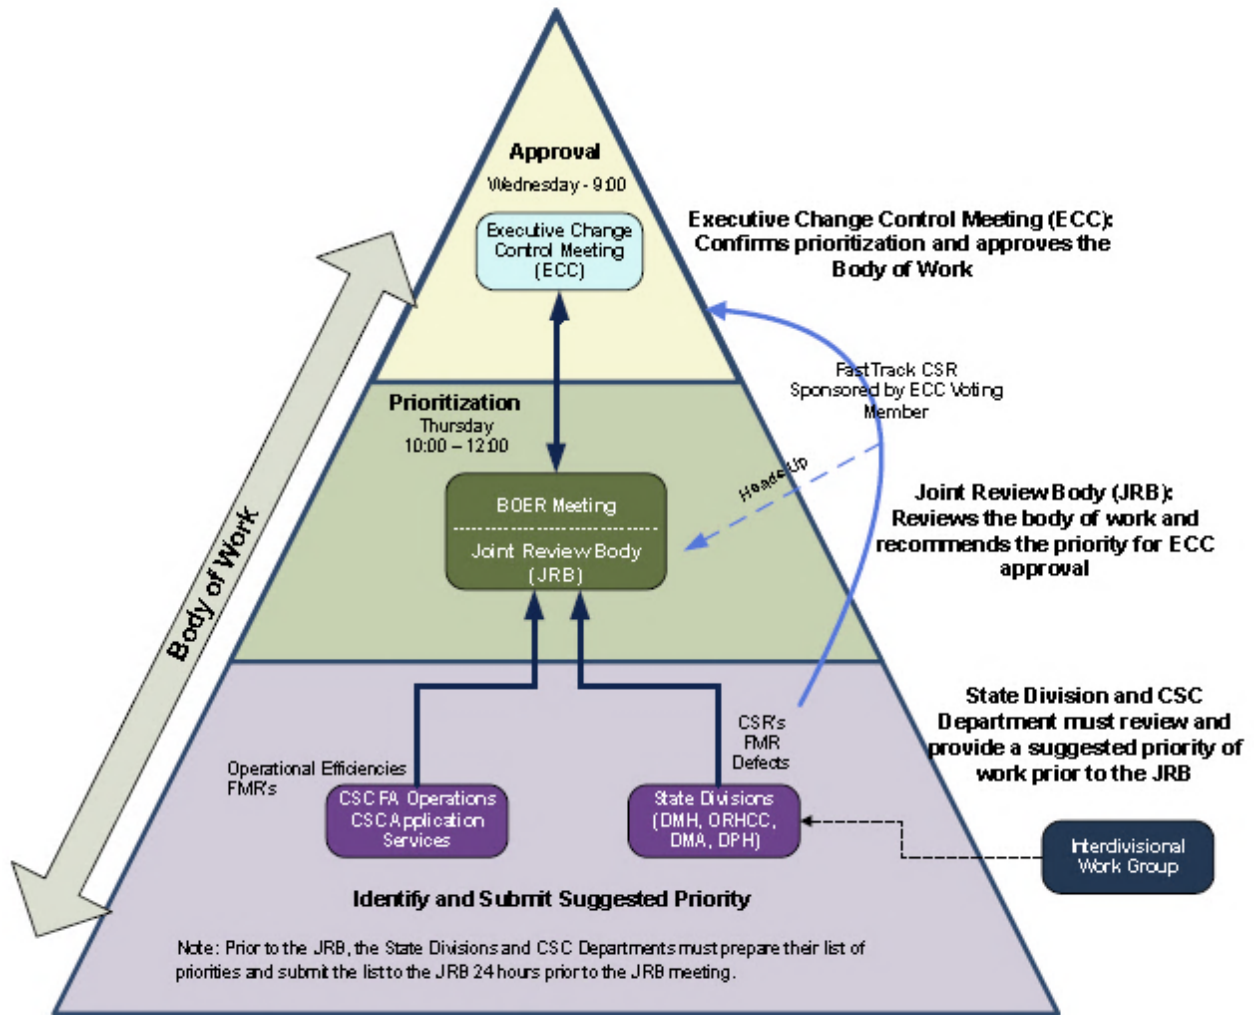 Approval
Wednesday - 9:00
Executive Change
Control Meeting
(ECC)
Executive Change Control Meeting (ECC):
Confirms prioritization and approves the
Body of Work
FastTrack CSR
Sponsored by ECC Voting
Member
Prioritization
Thursday
10:00 – 12:00
Heads Up
BOER Meeting
Joint Review Body
(JRB)
Joint Review Body (JRB):
Reviews the body of work and
recommends the priority for ECC
approval
Body of Work
State Division and CSC
Department must review and
provide a suggested priority of
work prior to the JRB
CSR's
FMR
Defects
Operational Efficiencies
FMR's
CSC FA Operations
CSC Application
Services
State Divisions
(DMH, ORHCC,
DMA, DPH)
Interdivisional
Work Group
Identify and Submit Suggested Priority
Note: Prior to the JRB, the State Divisions and CSC Departments must prepare their list of
priorities and submit the list to the JRB 24 hours prior to the JRB meeting.